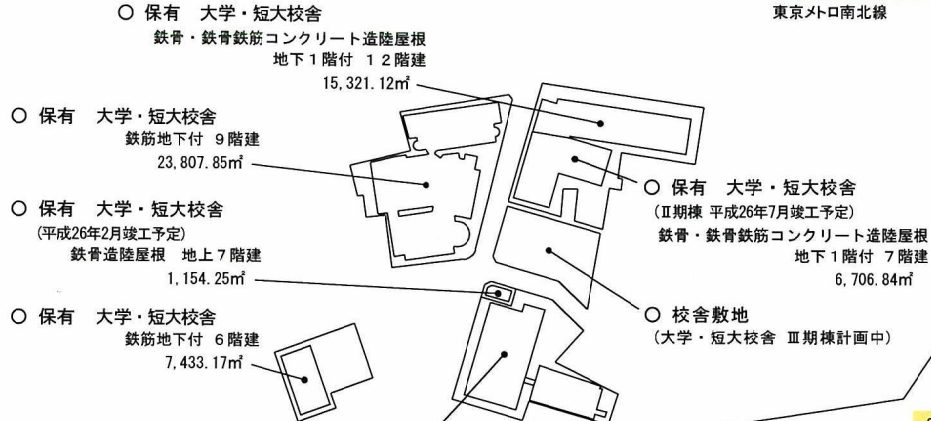 ○ 保有 大学・短大校舎
鉄骨・鉄骨鉄筋コンクリート造陸屋根
地下1階付 12階建
15,321.12㎡
東京メトロ南北線
○ 保有 大学・短大校舎
鉄筋地下付 9階建
23,807.85㎡
○ 保有 大学・短大校舎
(平成26年2月竣工予定)
鉄骨造陸屋根 地上7階建
1,154.25㎡
○ 保有 大学・短大校舎
鉄筋地下付 6階建
7,433.17㎡
○ 保有 大学・短大校舎
(Ⅱ期棟 平成26年7月竣工予定)
鉄骨・鉄骨鉄筋コンクリート造陸屋根
地下1階付 7階建
6,706.84㎡
○ 校舎敷地
(大学・短大校舎 Ⅲ期棟計画中)